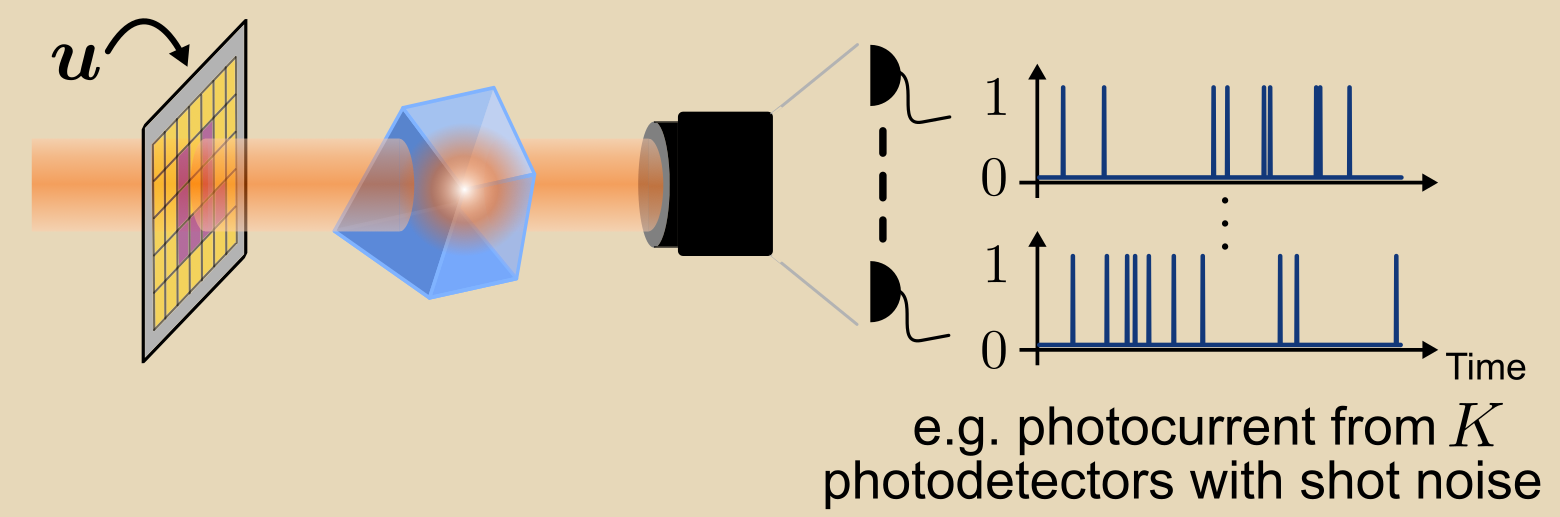 u
1
0
1
0
Time
e.g. photocurrent from K
photodetectors with shot noise